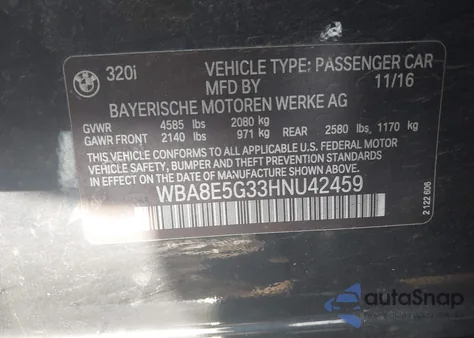 320i VEHICLE TYPE: PASSENGER CAR
MFD BY 11/16
BAYERISCHE MOTOREN WERKE AG
GVWR 4585 lbs 2080 kg
GAWR FRONT 2140 lbs 971 kg REAR 2580 lbs, 1170 kg
THIS VEHICLE CONFORMS TO ALL APPLICABLE U.S. FEDERAL MOTOR
VEHICLE SAFETY, BUMPER AND THEFT PREVENTION STANDARDS IN
EFFECT ON THE DATE OF MANUFACTURE SHOWN ABOVE.
WBA8E5G33HNU42459
2 122 606
autoSnap